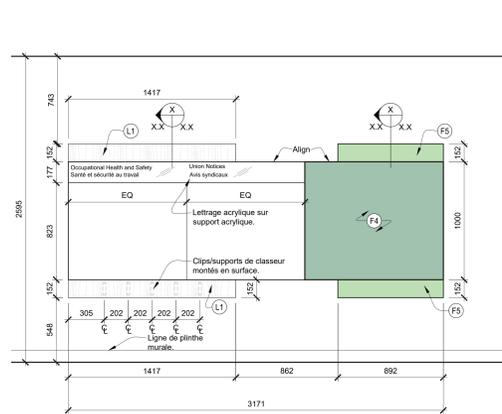 1417
743
X
X.X X.X
X
X.X X.X
L1
F5
Align
152
152
Occupational Health and Safety
Santé et sécurité au travail
Union Notices
Avis syndicaux
177
EQ
EQ
2595
Lettrage acrylique sur
support acrylique.
F4
1000
823
Clips/supports de classeur
montés en surface.
152
152
152
L1
F5
305
202
202
202
202
548
Ligne de plinthe
murale.
1417
862
892
3171